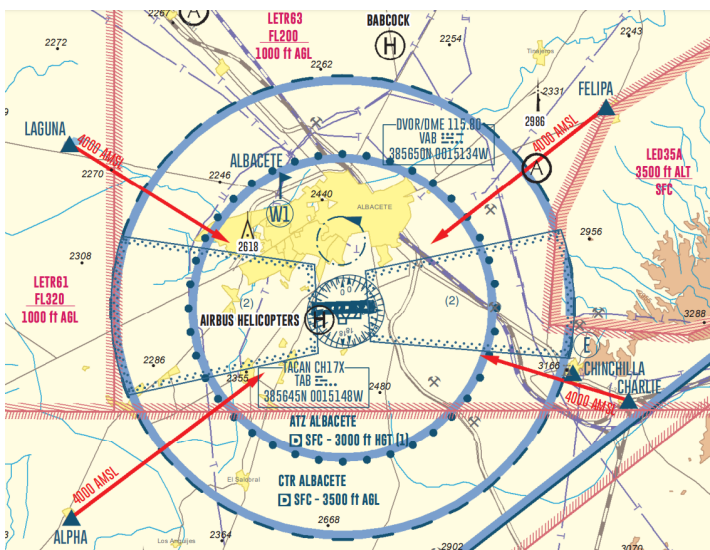 2267
A
LETR63
FL200
1000 ft AGL
BABCOCK
H
2254
2243
Tinajeros
2272
2262
2331
2986
FELIPA
LAGUNA
4000 AMSL
DVOR/DME 115.80
VAB
385650N 0015134W
4000 AMSL
A
LED35A
3500 ft ALT
SFC
ALBACETE
2270
2246
W1
2440
ALBACETE
2618
2956
2308
LETR61
FL320
1000 ft AGL
(2)
(2)
AIRBUS HELICOPTERS
H
3288
E
2286
2355
TACAN CH17X
TAB
385645N 0015148W
2480
3166
CHINCHILLA
CHARLIE
4000 AMSL
ATZ ALBACETE
D SFC - 3000 ft HGT (1)
CTR ALBACETE
D SFC - 3500 ft AGL
4000 AMSL
El Salobral
ALPHA
Los Anguijes
2364
2668
2902
3070